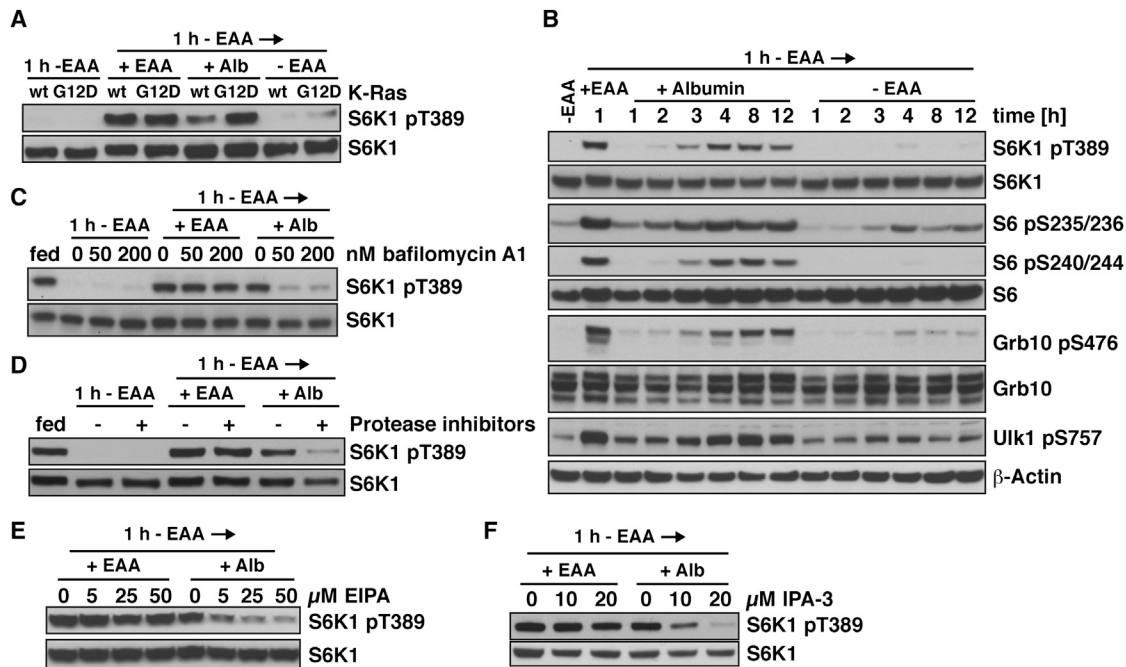 A
1 h - EAA →
1 h -EAA + EAA + Alb - EAA
wt G12D wt G12D wt G12D wt G12D K-Ras
S6K1 pT389
S6K1
B
1 h - EAA →
-EAA +EAA + Albumin - EAA
1 1 2 3 4 8 12 1 2 3 4 8 12 time [h]
S6K1 pT389
S6K1
S6 pS235/236
S6 pS240/244
S6
Grb10 pS476
Grb10
Ulk1 pS757
β-Actin
C
1 h - EAA →
1 h - EAA + EAA + Alb
fed 0 50 200 0 50 200 0 50 200 nM bafilomycin A1
S6K1 pT389
S6K1
D
1 h - EAA →
1 h - EAA + EAA + Alb
fed - + - + - + Protease inhibitors
S6K1 pT389
S6K1
E
1 h - EAA →
+ EAA + Alb
0 5 25 50 0 5 25 50 µM EIPA
S6K1 pT389
S6K1
F
1 h - EAA →
+ EAA + Alb
0 10 20 0 10 20 µM IPA-3
S6K1 pT389
S6K1